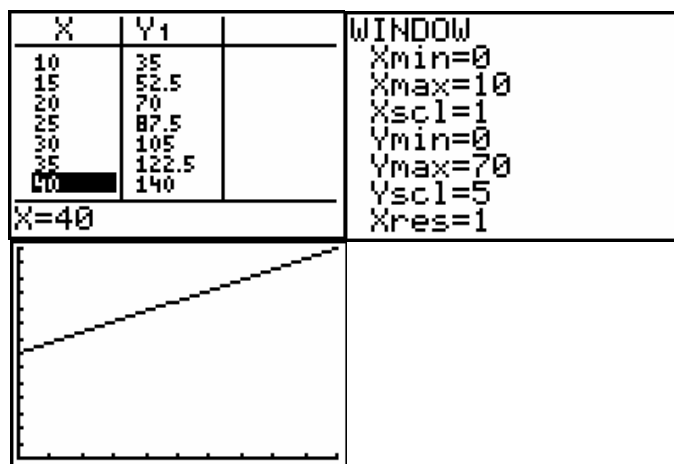 X Y1
10 35
15 52.5
20 70
25 87.5
30 105
35 122.5
40 140
X=40
WINDOW
Xmin=0
Xmax=10
Xscl=1
Ymin=0
Ymax=70
Yscl=5
Xres=1